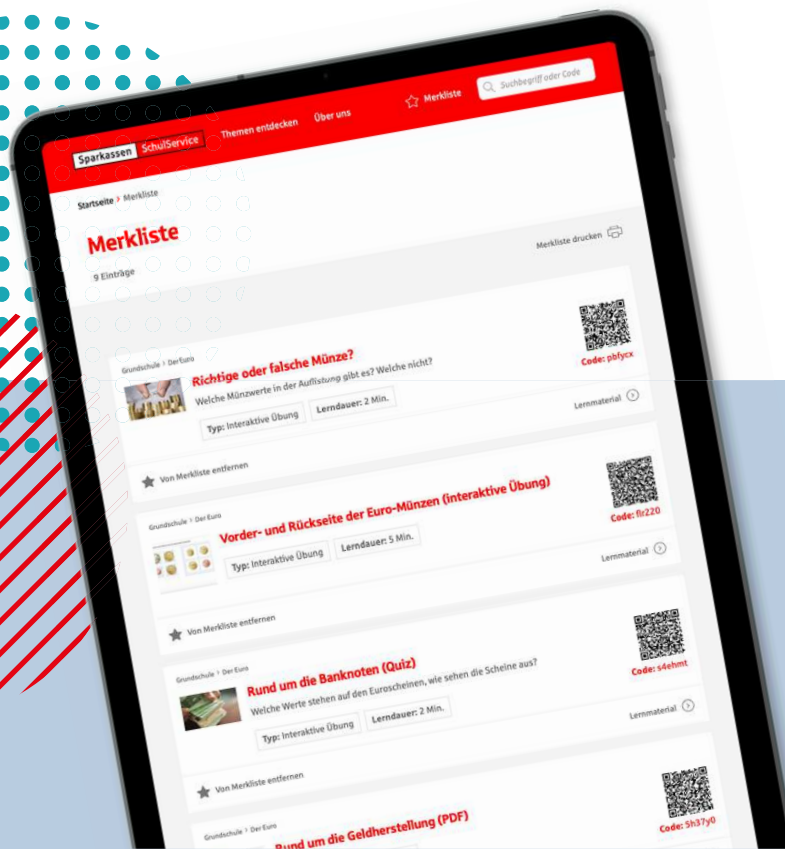 Sparkassen SchulService
Themen entdecken
Über uns
Merkliste
Suchbegriff oder Code
Startseite > Merkliste
Merkliste
9 Einträge
Merkliste drucken
Grundschule > Der Euro
Richtige oder falsche Münze?
Welche Münzwerte in der Auflistung gibt es? Welche nicht?
Typ: Interaktive Übung
Lerndauer: 2 Min.
Code: pbfycx
Lernmaterial
Von Merkliste entfernen
Grundschule > Der Euro
Vorder- und Rückseite der Euro-Münzen (interaktive Übung)
Typ: Interaktive Übung
Lerndauer: 5 Min.
Code: flr220
Lernmaterial
Von Merkliste entfernen
Grundschule > Der Euro
Rund um die Banknoten (Quiz)
Welche Werte stehen auf den Euroscheinen, wie sehen die Scheine aus?
Typ: Interaktive Übung
Lerndauer: 2 Min.
Code: s4ehmt
Lernmaterial
Von Merkliste entfernen
Grundschule > Der Euro
Rund um die Geldherstellung (PDF)
Code: 5h37y0